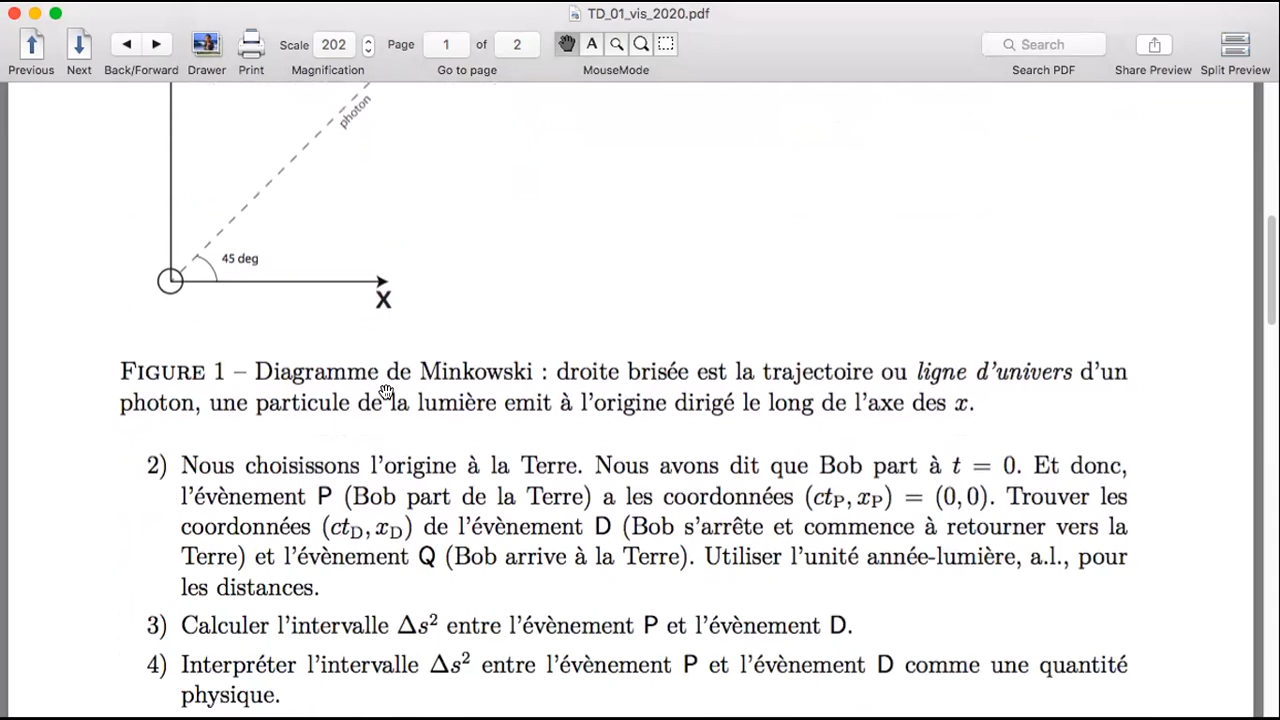 TD_01_vis_2020.pdf
Scale 202 Page 1 of 2 A Search
Previous Next Back/Forward Drawer Print Magnification Go to page MouseMode Search PDF Share Preview Split Preview
photon
45 deg
X
FIGURE 1 – Diagramme de Minkowski : droite brisée est la trajectoire ou ligne d'univers d'un
photon, une particule de la lumière emit à l'origine dirigé le long de l'axe des x.
2) Nous choisissons l'origine à la Terre. Nous avons dit que Bob part à t = 0. Et donc,
l'évènement P (Bob part de la Terre) a les coordonnées (ct_P, x_P) = (0, 0). Trouver les
coordonnées (ct_D, x_D) de l'évènement D (Bob s'arrête et commence à retourner vers la
Terre) et l'évènement Q (Bob arrive à la Terre). Utiliser l'unité année-lumière, a.l., pour
les distances.
3) Calculer l'intervalle Δs² entre l'évènement P et l'évènement D.
4) Interpréter l'intervalle Δs² entre l'évènement P et l'évènement D comme une quantité
physique.